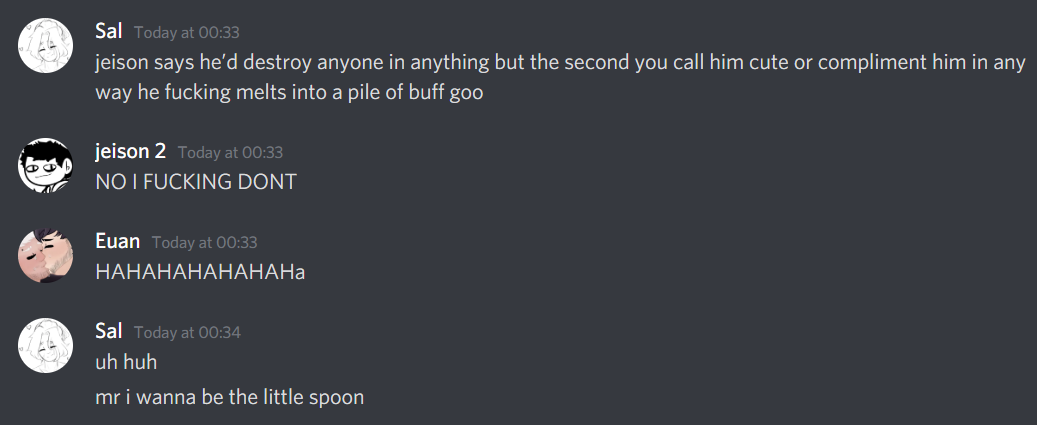 Sal Today at 00:33
jeison says he’d destroy anyone in anything but the second you call him cute or compliment him in any
way he fucking melts into a pile of buff goo
jeison 2 Today at 00:33
NO I FUCKING DONT
Euan Today at 00:33
HAHAHAHAHAHAHa
Sal Today at 00:34
uh huh
mr i wanna be the little spoon